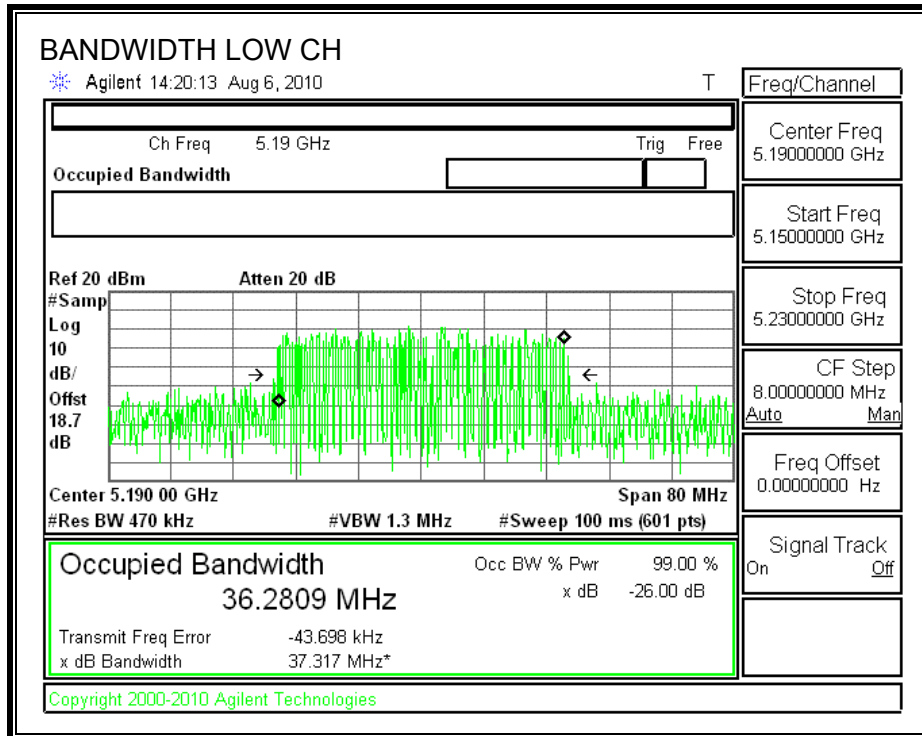 BANDWIDTH LOW CH
Agilent 14:20:13 Aug 6, 2010 T
Freq/Channel
Ch Freq 5.19 GHz Trig Free
Occupied Bandwidth
Center Freq
5.19000000 GHz
Start Freq
5.15000000 GHz
Stop Freq
5.23000000 GHz
CF Step
8.00000000 MHz
Auto Man
Freq Offset
0.00000000 Hz
Signal Track
On Off
Ref 20 dBm Atten 20 dB
#Samp
Log
10
dB/
Offst
18.7
dB
Center 5.190 00 GHz Span 80 MHz
#Res BW 470 kHz #VBW 1.3 MHz #Sweep 100 ms (601 pts)
Occupied Bandwidth
36.2809 MHz
Occ BW % Pwr 99.00 %
x dB -26.00 dB
Transmit Freq Error -43.698 kHz
x dB Bandwidth 37.317 MHz*
Copyright 2000-2010 Agilent Technologies